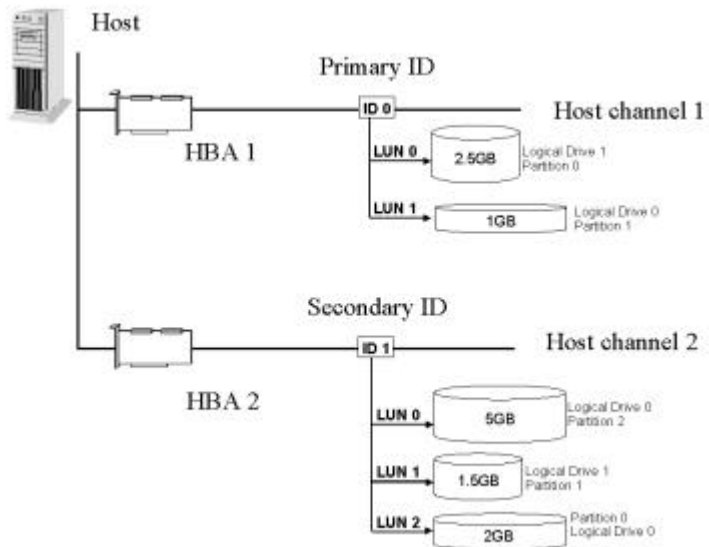 Host
Primary ID
ID 0
Host channel 1
HBA 1
LUN 0
2.5GB
Logical Drive 1
Partition 0
LUN 1
1GB
Logical Drive 0
Partition 1
Secondary ID
ID 1
Host channel 2
HBA 2
LUN 0
5GB
Logical Drive 0
Partition 2
LUN 1
1.5GB
Logical Drive 1
Partition 1
LUN 2
2GB
Partition 0
Logical Drive 0